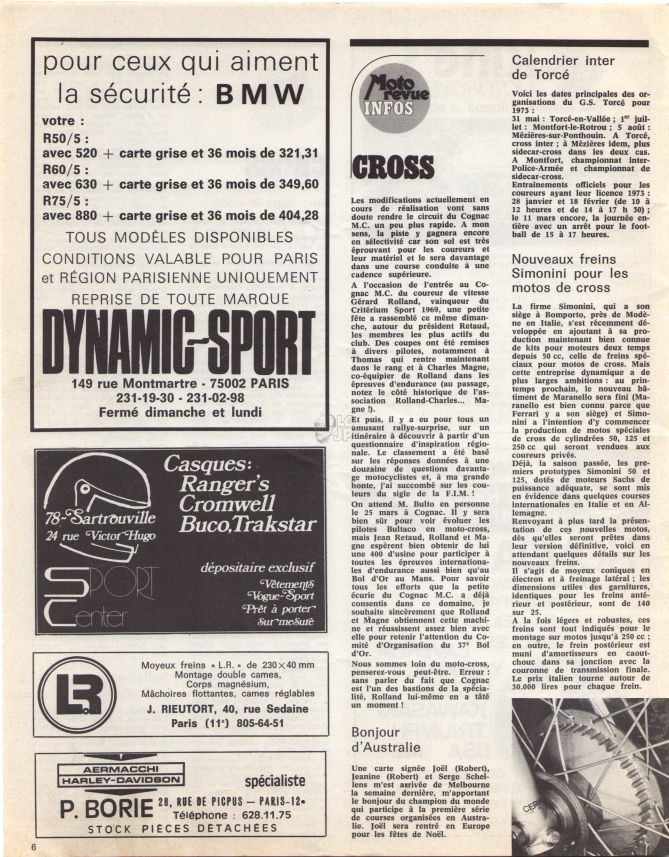 pour ceux qui aiment
la sécurité : BMW
votre :
R50/5 :
avec 520 + carte grise et 36 mois de 321,31
R60/5 :
avec 630 + carte grise et 36 mois de 349,60
R75/5 :
avec 880 + carte grise et 36 mois de 404,28
TOUS MODÈLES DISPONIBLES
CONDITIONS VALABLE POUR PARIS
et RÉGION PARISIENNE UNIQUEMENT
REPRISE DE TOUTE MARQUE
DYNAMIC-SPORT
149 rue Montmartre - 75002 PARIS
231-19-30 - 231-02-98
Fermé dimanche et lundi
Casques:
Ranger's
Cromwell
Buco, Trakstar
78-Sartrouville
24 rue Victor Hugo
dépositaire exclusif
Vêtements
Vogue-Sport
Prêt à porter
Sur mesure
SPORT
Center
LR
Moyeux freins « L.R. » de 230 × 40 mm
Montage double cames,
Corps magnésium,
Mâchoires flottantes, cames réglables
J. RIEUTORT, 40, rue Sedaine
Paris (11e) 805-64-51
AERMACCHI
HARLEY-DAVIDSON
spécialiste
P. BORIE 28, RUE DE PICPUS — PARIS-12e
Téléphone : 628.11.75
STOCK PIECES DETACHEES
6
Moto
revue
INFOS
CROSS
Les modifications actuellement en
cours de réalisation vont sans
doute rendre le circuit du Cognac
M.C. un peu plus rapide. A mon
sens, la piste y gagnera encore
en sélectivité car son sol est très
éprouvant pour les coureurs et
leur matériel et le sera davantage
dans une course conduite à une
cadence supérieure.
A l'occasion de l'entrée au Co-
gnac M.C. du coureur de vitesse
Gérard Rolland, vainqueur du
Critérium Sport 1969, une petite
fête a rassemblé ce même diman-
che, autour du président Retaud,
les membres les plus actifs du
club. Des coupes ont été remises
à divers pilotes, notamment à
Thomas qui rentre maintenant
dans le rang et à Charles Magne,
co-équipier de Rolland dans les
épreuves d'endurance (au passage,
notez le côté historique de l'as-
sociation Rolland-Charles... Ma-
gne !).
Et puis, il y a eu pour tous un
amusant rallye-surprise, sur un
itinéraire à découvrir à partir d'un
questionnaire d'inspiration régio-
nale. Le classement a été basé
sur les réponses données à une
douzaine de questions davanta-
ge motocyclistes et, à ma grande
honte, j'ai succombé sur les cou-
leurs du sigle de la F.I.M. !
On attend M. Bulto en personne
le 25 mars à Cognac. Il y sera
bien sûr pour voir évoluer les
pilotes Bultaco en moto-cross,
mais Jean Retaud, Rolland et Ma-
gne espèrent bien obtenir de lui
une 400 d'usine pour participer à
toutes les épreuves internationa-
les d'endurance aussi bien qu'au
Bol d'Or au Mans. Pour savoir
tous les efforts que la petite
écurie du Cognac M.C. a déjà
consentis dans ce domaine, je
souhaite sincèrement que Rolland
et Magne obtiennent cette machi-
ne et réussissent assez bien avec
elle pour retenir l'attention du Co-
mité d'Organisation du 37e Bol
d'Or.
Nous sommes loin du moto-cross,
penserez-vous peut-être. Erreur :
sans parler du fait que Cognac
est l'un des bastions de la spécia-
lité, Rolland lui-même en a tâté
un moment !
Bonjour
d'Australie
Une carte signée Joël (Robert),
Jeanine (Robert) et Serge Schel-
lens m'est arrivée de Melbourne
la semaine dernière, m'apportant
le bonjour du champion du monde
qui participe à la première série
de courses organisées en Austra-
lie. Joël sera rentré en Europe
pour les fêtes de Noël.
Calendrier inter
de Torcé
Voici les dates principales des or-
ganisations du G.S. Torcé pour
1973 :
31 mai : Torcé-en-Vallée ; 1er juil-
let : Montfort-le-Rotrou ; 5 août :
Mézières-sur-Ponthouin. A Torcé,
cross inter ; à Mézières idem, plus
sidecar-cross dans les deux cas.
A Montfort, championnat inter-
Police-Armée et championnat de
sidecar-cross.
Entraînements officiels pour les
coureurs ayant leur licence 1973 :
28 janvier et 18 février (de 10 à
12 heures et de 14 à 17 h 30) ;
le 11 mars encore, la journée en-
tière avec un arrêt pour le foot-
ball de 15 à 17 heures.
Nouveaux freins
Simonini pour les
motos de cross
La firme Simonini, qui a son
siège à Bomporto, près de Modè-
ne en Italie, s'est récemment dé-
veloppée en ajoutant à sa pro-
duction maintenant bien connue
de kits pour moteurs deux temps
depuis 50 cc, celle de freins spé-
ciaux pour motos de cross. Mais
cette entreprise dynamique a de
plus larges ambitions : au prin-
temps prochain, le nouveau bâ-
timent de Maranello sera fini (Ma-
ranello est bien connu parce que
Ferrari y a son siège) et Simo-
nini a l'intention d'y commencer
la production de motos spéciales
de cross de cylindrées 50, 125 et
250 cc qui seront vendues aux
coureurs privés.
Déjà, la saison passée, les pre-
miers prototypes Simonini 50 et
125, dotés de moteurs Sachs de
puissance adéquate, se sont mis
en évidence dans quelques courses
internationales en Italie et en Al-
lemagne.
Renvoyant à plus tard la présen-
tation de ces nouvelles motos,
dès qu'elles seront prêtes dans
leur version définitive, voici en
attendant quelques détails sur les
nouveaux freins.
Il s'agit de moyeux coniques en
électron et à freinage latéral ; les
dimensions utiles des garnitures,
identiques pour les freins anté-
rieur et postérieur, sont de 140
sur 25.
A la fois légers et robustes, ces
freins sont tout indiqués pour le
montage sur motos jusqu'à 250 cc ;
en outre, le frein postérieur est
muni d'amortisseurs en caout-
chouc dans sa jonction avec la
couronne de transmission finale.
Le prix italien tourne autour de
30.000 lires pour chaque frein.